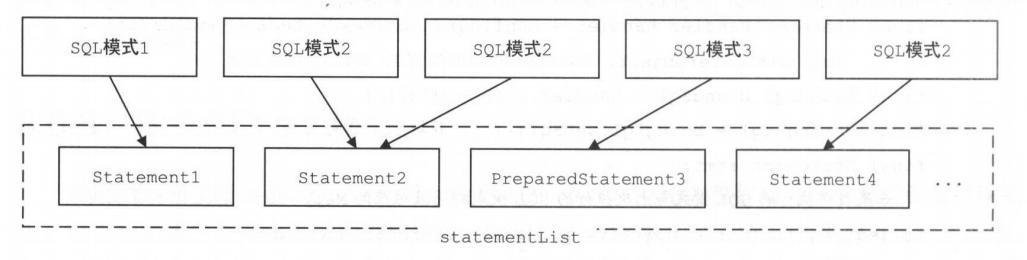 SQL模式1
SQL模式2
SQL模式2
SQL模式3
SQL模式2
Statement1
Statement2
PreparedStatement3
Statement4
...
statementList